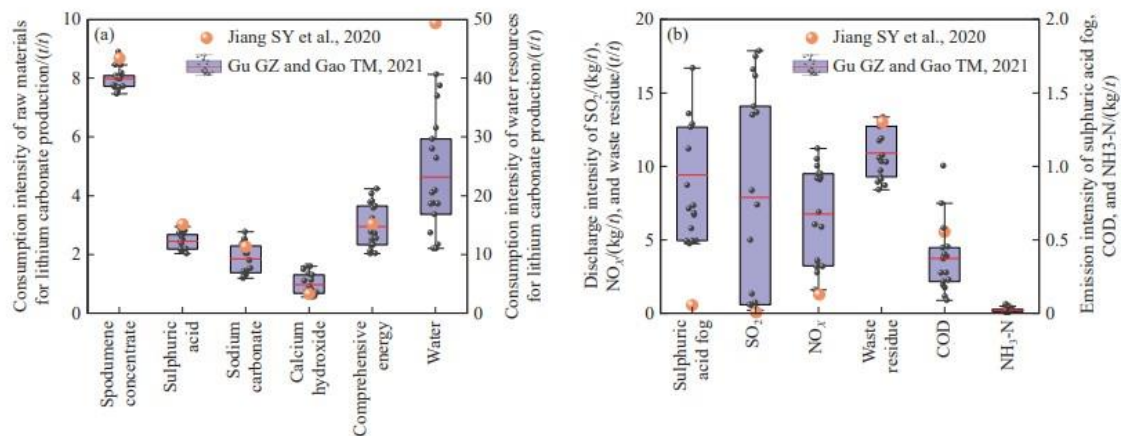 (a)
Jiang SY et al., 2020
Gu GZ and Gao TM, 2021
Consumption intensity of raw materials
for lithium carbonate production/(t/t)
10
8
6
4
2
0
Consumption intensity of water resources
for lithium carbonate production/(t/t)
50
40
30
20
10
0
Spodumene
concentrate
Sulphuric
acid
Sodium
carbonate
Calcium
hydroxide
Comprehensive
energy
Water
(b)
Jiang SY et al., 2020
Gu GZ and Gao TM, 2021
Discharge intensity of SO2/(kg/t),
NOX/(kg/t), and waste residue/(t/t)
20
15
10
5
0
Emission intensity of sulphuric acid fog,
COD, and NH3-N/(kg/t)
2.0
1.6
1.2
0.8
0.4
0.0
Sulphuric
acid fog
SO2
NOX
Waste
residue
COD
NH3-N